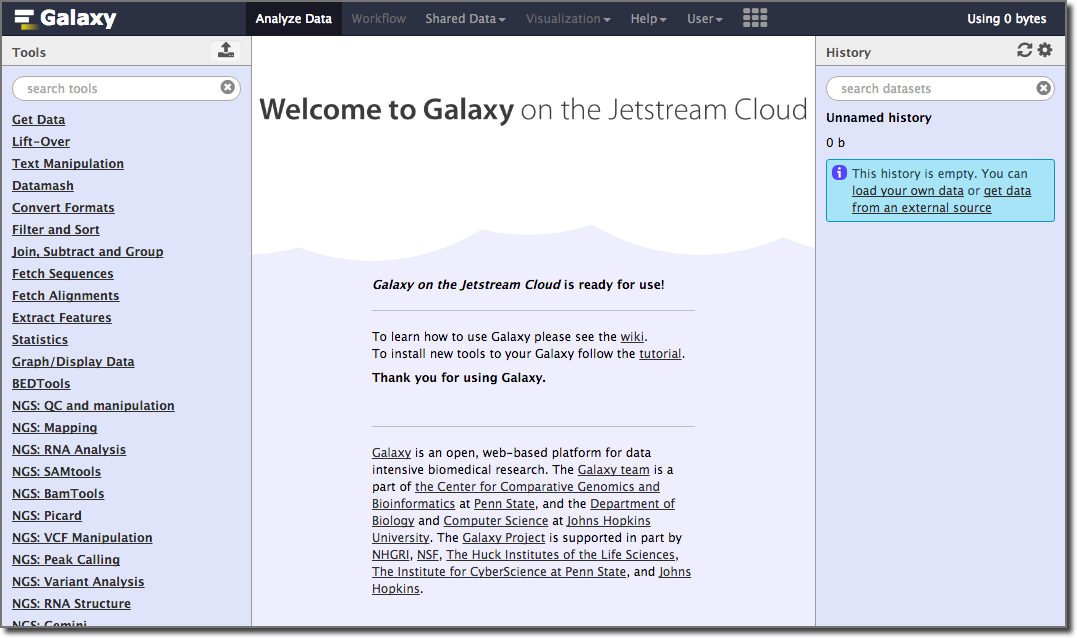 Galaxy
Analyze Data
Workflow
Shared Data
Visualization
Help
User
Using 0 bytes
Tools
search tools
Get Data
Lift-Over
Text Manipulation
Datamash
Convert Formats
Filter and Sort
Join, Subtract and Group
Fetch Sequences
Fetch Alignments
Extract Features
Statistics
Graph/Display Data
BEDTools
NGS: QC and manipulation
NGS: Mapping
NGS: RNA Analysis
NGS: SAMtools
NGS: BamTools
NGS: Picard
NGS: VCF Manipulation
NGS: Peak Calling
NGS: Variant Analysis
NGS: RNA Structure
NGS: Gemini
Welcome to Galaxy on the Jetstream Cloud
Galaxy on the Jetstream Cloud is ready for use!
To learn how to use Galaxy please see the wiki.
To install new tools to your Galaxy follow the tutorial.
Thank you for using Galaxy.
Galaxy is an open, web-based platform for data
intensive biomedical research. The Galaxy team is a
part of the Center for Comparative Genomics and
Bioinformatics at Penn State, and the Department of
Biology and Computer Science at Johns Hopkins
University. The Galaxy Project is supported in part by
NHGRI, NSF, The Huck Institutes of the Life Sciences,
The Institute for CyberScience at Penn State, and Johns
Hopkins.
History
search datasets
Unnamed history
0 b
This history is empty. You can
load your own data or get data
from an external source